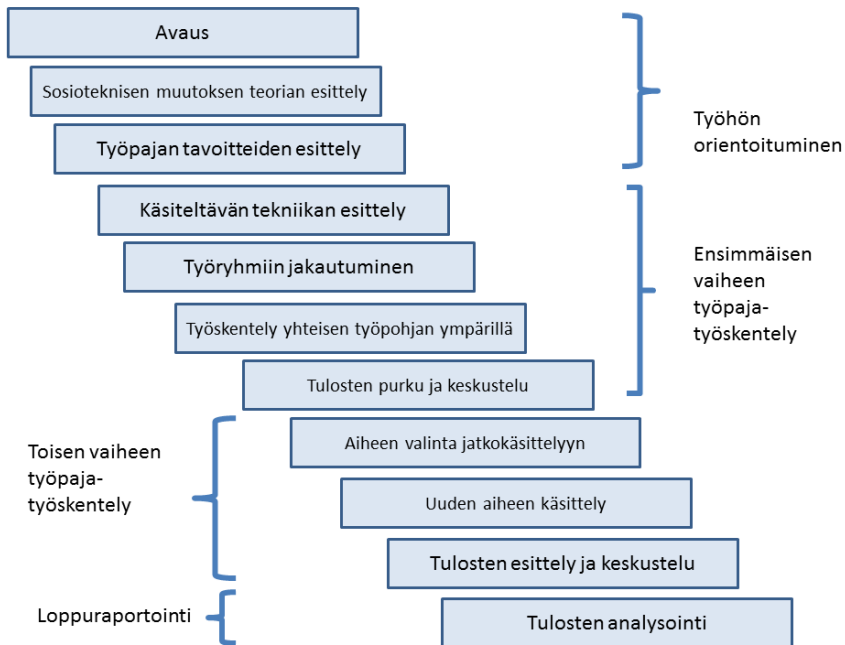 Avaus
Sosioteknisen muutoksen teorian esittely
Työpajan tavoitteiden esittely
Työhön
orientoituminen
Käsiteltävän tekniikan esittely
Työryhmiin jakautuminen
Työskentely yhteisen työpohjan ympärillä
Tulosten purku ja keskustelu
Ensimmäisen
vaiheen
työpaja-
työskentely
Aiheen valinta jatkokäsittelyyn
Uuden aiheen käsittely
Tulosten esittely ja keskustelu
Toisen vaiheen
työpaja-
työskentely
Loppuraportointi
Tulosten analysointi